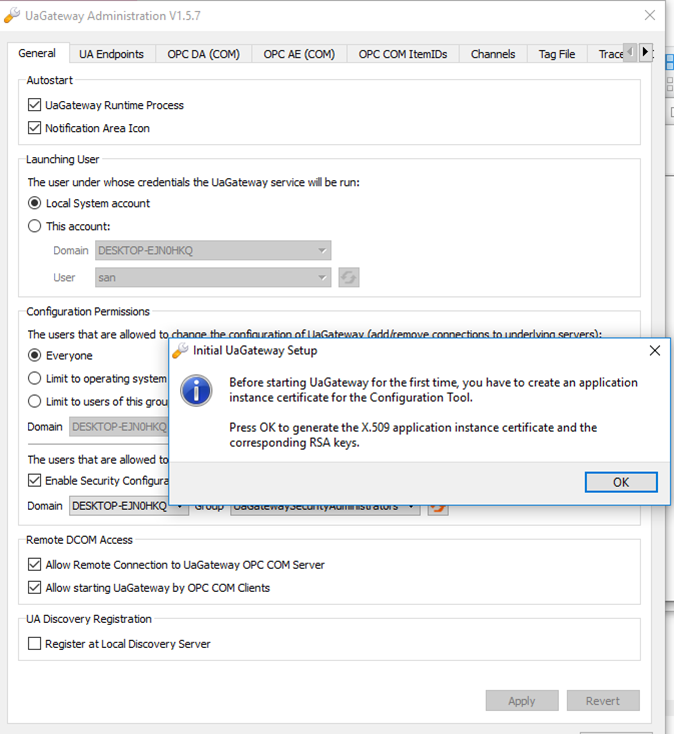 UaGateway Administration V1.5.7
General
UA Endpoints
OPC DA (COM)
OPC AE (COM)
OPC COM ItemIDs
Channels
Tag File
Trace
Autostart
UaGateway Runtime Process
Notification Area Icon
Launching User
The user under whose credentials the UaGateway service will be run:
Local System account
This account:
Domain DESKTOP-EJN0HKQ
User san
Configuration Permissions
The users that are allowed to change the configuration of UaGateway (add/remove connections to underlying servers):
Everyone
Limit to operating system
Limit to users of this grou
Domain DESKTOP-EJN0HKQ
The users that are allowed to
Enable Security Configura
Domain DESKTOP-EJN0HKQ Group UaGatewaySecurityAdministrators
Initial UaGateway Setup
Before starting UaGateway for the first time, you have to create an application
instance certificate for the Configuration Tool.
Press OK to generate the X.509 application instance certificate and the
corresponding RSA keys.
OK
Remote DCOM Access
Allow Remote Connection to UaGateway OPC COM Server
Allow starting UaGateway by OPC COM Clients
UA Discovery Registration
Register at Local Discovery Server
Apply
Revert